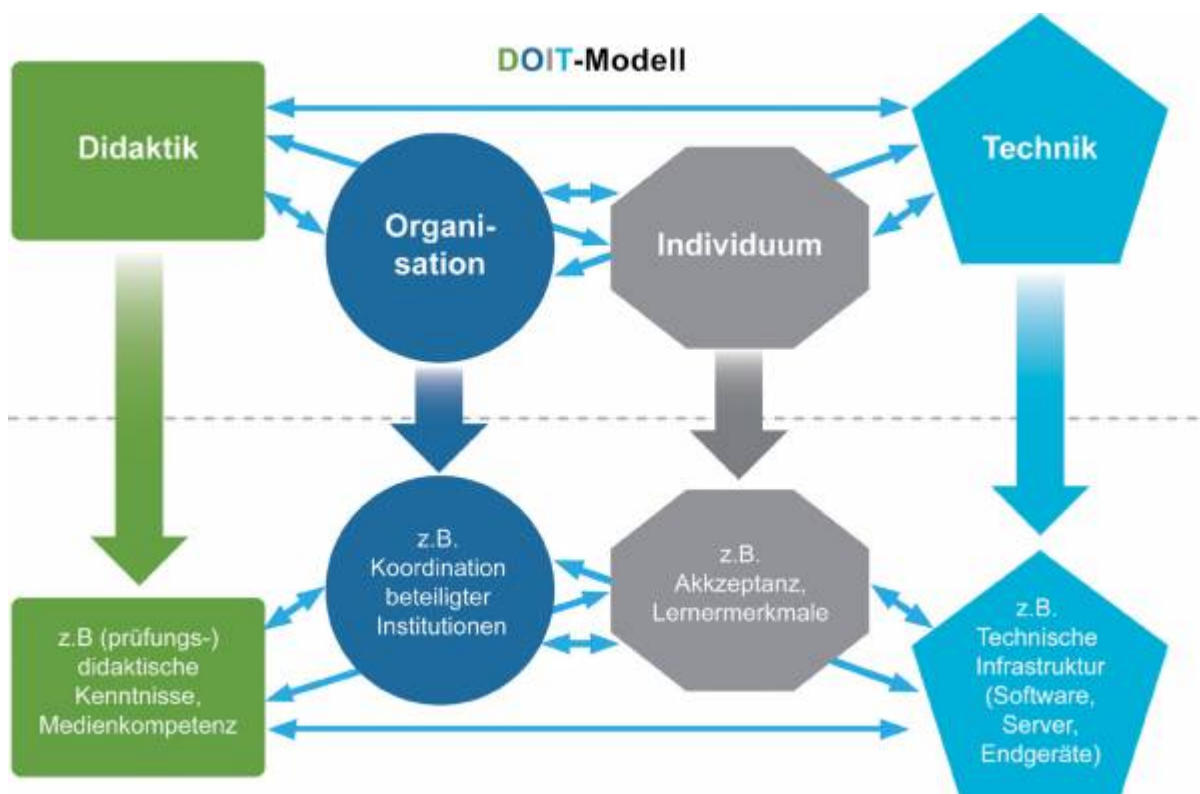 DOIT-Modell
Didaktik
Organi-
sation
Individuum
Technik
z.B (prüfungs-)
didaktische
Kenntnisse,
Medienkompetenz
z.B.
Koordination
beteiligter
Institutionen
z.B.
Akkzeptanz,
Lernermerkmale
z.B.
Technische
Infrastruktur
(Software,
Server,
Endgeräte)